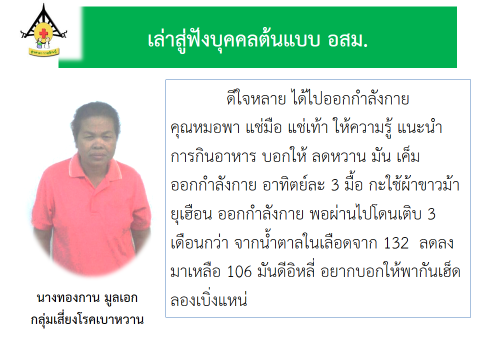 เล่าสู่ฟังบุคคลต้นแบบ อสม.
ดีใจหลาย ได้ไปออกกำลังกาย
คุณหมอพา แช่มือ แช่เท้า ให้ความรู้ แนะนำ
การกินอาหาร บอกให้ ลดหวาน มัน เค็ม
ออกกำลังกาย อาทิตย์ละ 3 มื้อ กะใช้ผ้าขาวม้า
ยุเฮือน ออกกำลังกาย พอผ่านไปโดนเติบ 3
เดือนกว่า จากน้ำตาลในเลือดจาก 132 ลดลง
มาเหลือ 106 มันดีอิหลี่ อยากบอกให้พากันเฮ็ด
ลองเบิ่งแหน่
นางทองกาน มูลเอก
กลุ่มเสี่ยงโรคเบาหวาน